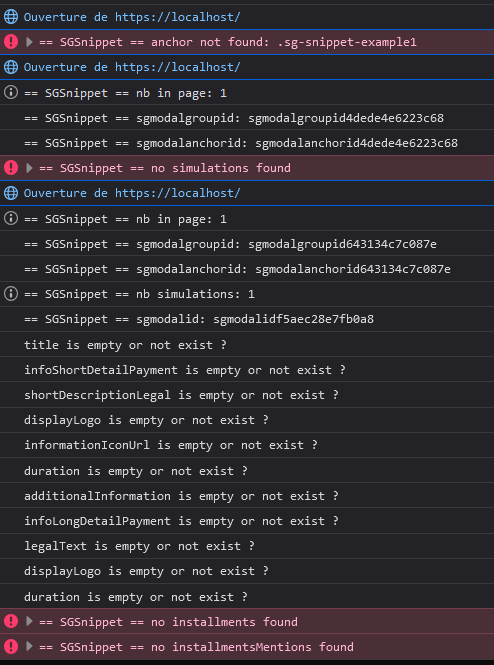 Ouverture de https://localhost/
== SGSnippet == anchor not found: .sg-snippet-example1
Ouverture de https://localhost/
== SGSnippet == nb in page: 1
== SGSnippet == sgmodalgroupid: sgmodalgroupid4dede4e6223c68
== SGSnippet == sgmodalanchorid: sgmodalanchorid4dede4e6223c68
== SGSnippet == no simulations found
Ouverture de https://localhost/
== SGSnippet == nb in page: 1
== SGSnippet == sgmodalgroupid: sgmodalgroupid643134c7c087e
== SGSnippet == sgmodalanchorid: sgmodalanchorid643134c7c087e
== SGSnippet == nb simulations: 1
== SGSnippet == sgmodalid: sgmodalidf5aec28e7fb0a8
title is empty or not exist ?
infoShortDetailPayment is empty or not exist ?
shortDescriptionLegal is empty or not exist ?
displayLogo is empty or not exist ?
informationIconUrl is empty or not exist ?
duration is empty or not exist ?
additionalInformation is empty or not exist ?
infoLongDetailPayment is empty or not exist ?
legalText is empty or not exist ?
displayLogo is empty or not exist ?
duration is empty or not exist ?
== SGSnippet == no installments found
== SGSnippet == no installmentsMentions found